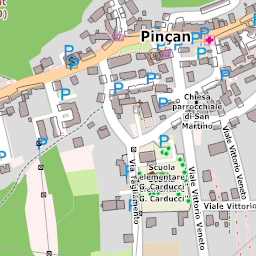 Pinçan
Chiesa
parrocchiale
di San
Martino
Viale Vittorio Veneto
Via Tagliamento
Scuola
elementare
G. Carducci
G. Carducci
Viale Vittorio Veneto
Viale Vittorio
P
P
P
P
P
P
P
P
P
P